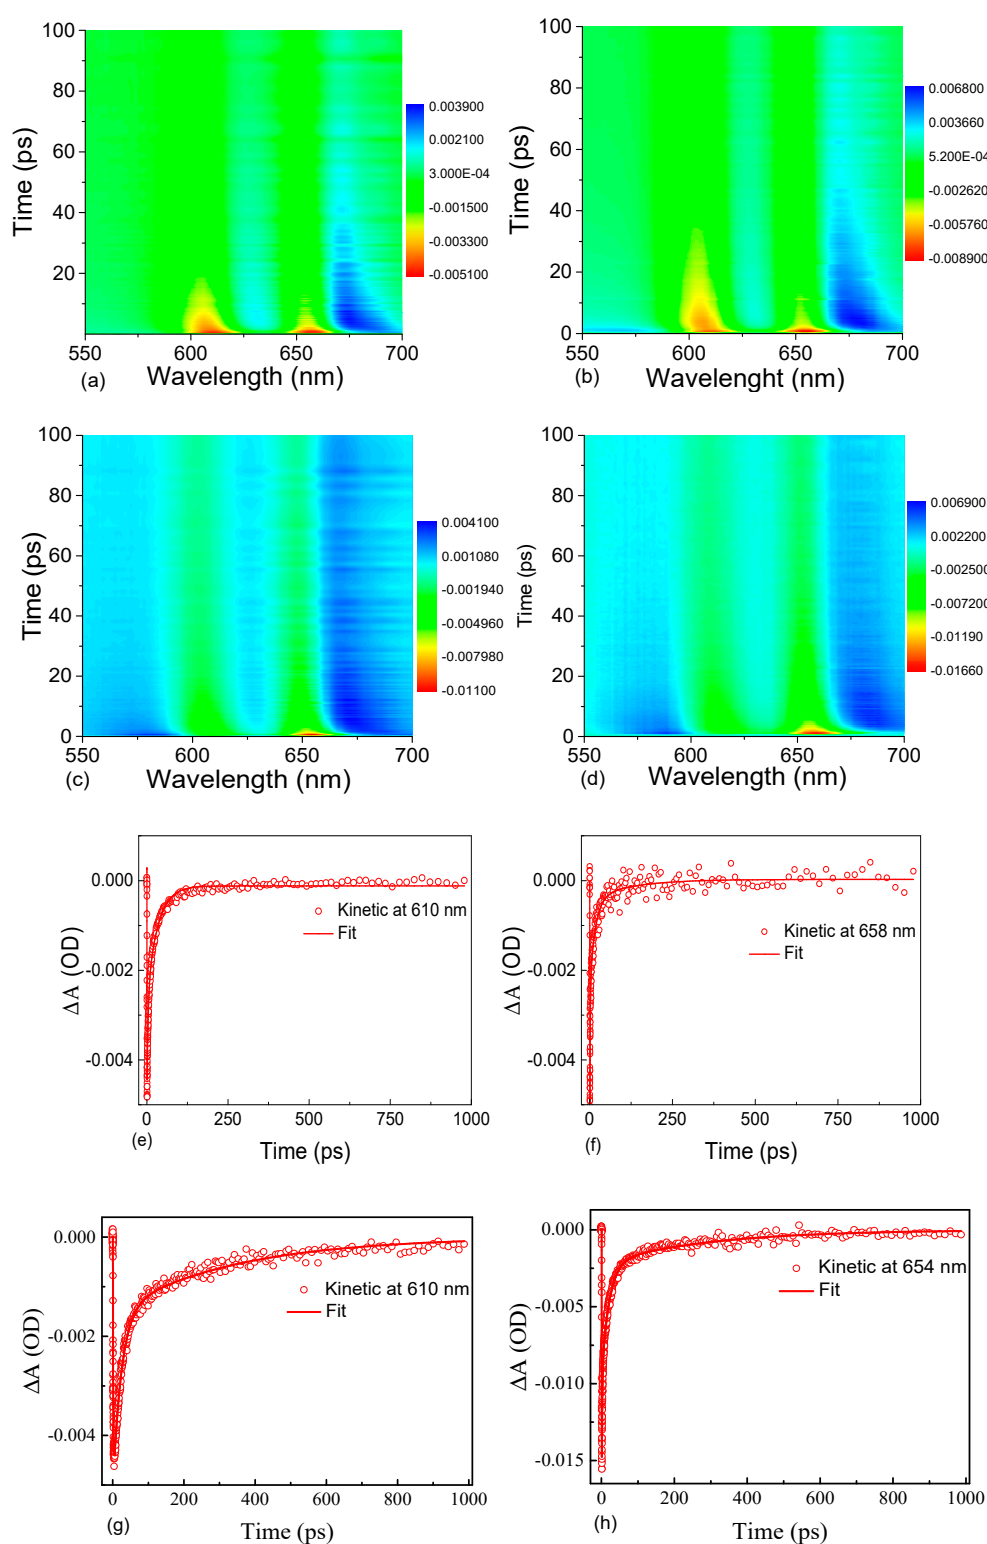 100
80
60
40
20
Time (ps)
550 600 650 700
(a) Wavelength (nm)
0.003900
0.002100
3.000E-04
-0.001500
-0.003300
-0.005100
100
80
60
40
20
0
Time (ps)
550 600 650 700
(b) Wavelenght (nm)
0.006800
0.003660
5.200E-04
-0.002620
-0.005760
-0.008900
100
80
60
40
20
0
Time (ps)
550 600 650 700
(c) Wavelength (nm)
0.004100
0.001080
-0.001940
-0.004960
-0.007980
-0.01100
100
80
60
40
20
0
Time (ps)
550 600 650 700
(d) Wavelength (nm)
0.006900
0.002200
-0.002500
-0.007200
-0.01190
-0.01660
0.000
-0.002
-0.004
ΔA (OD)
Kinetic at 610 nm
Fit
0 250 500 750 1000
(e) Time (ps)
0.000
-0.002
-0.004
ΔA (OD)
Kinetic at 658 nm
Fit
0 250 500 750 1000
(f) Time (ps)
0.000
-0.002
-0.004
ΔA (OD)
Kinetic at 610 nm
Fit
0 200 400 600 800 1000
(g) Time (ps)
0.000
-0.005
-0.010
-0.015
ΔA (OD)
Kinetic at 654 nm
Fit
0 200 400 600 800 1000
(h) Time (ps)